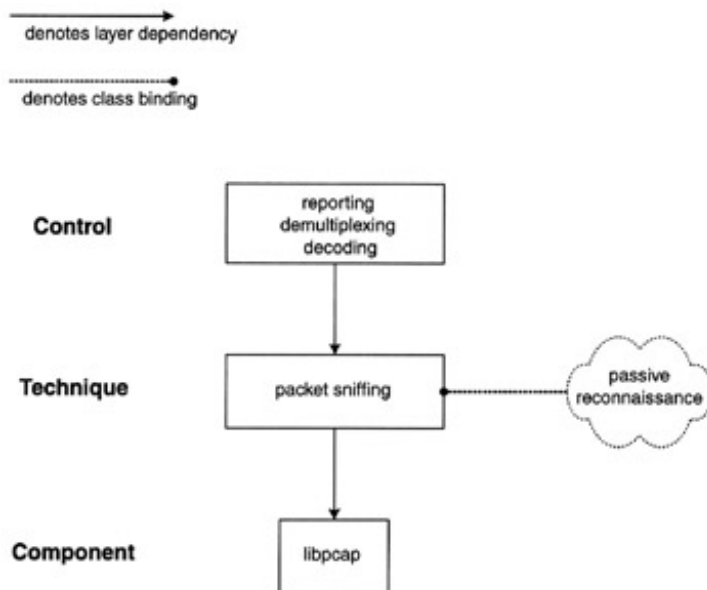 denotes layer dependency
denotes class binding
Control
reporting
demultiplexing
decoding
Technique
packet sniffing
passive
reconnaissance
Component
libpcap